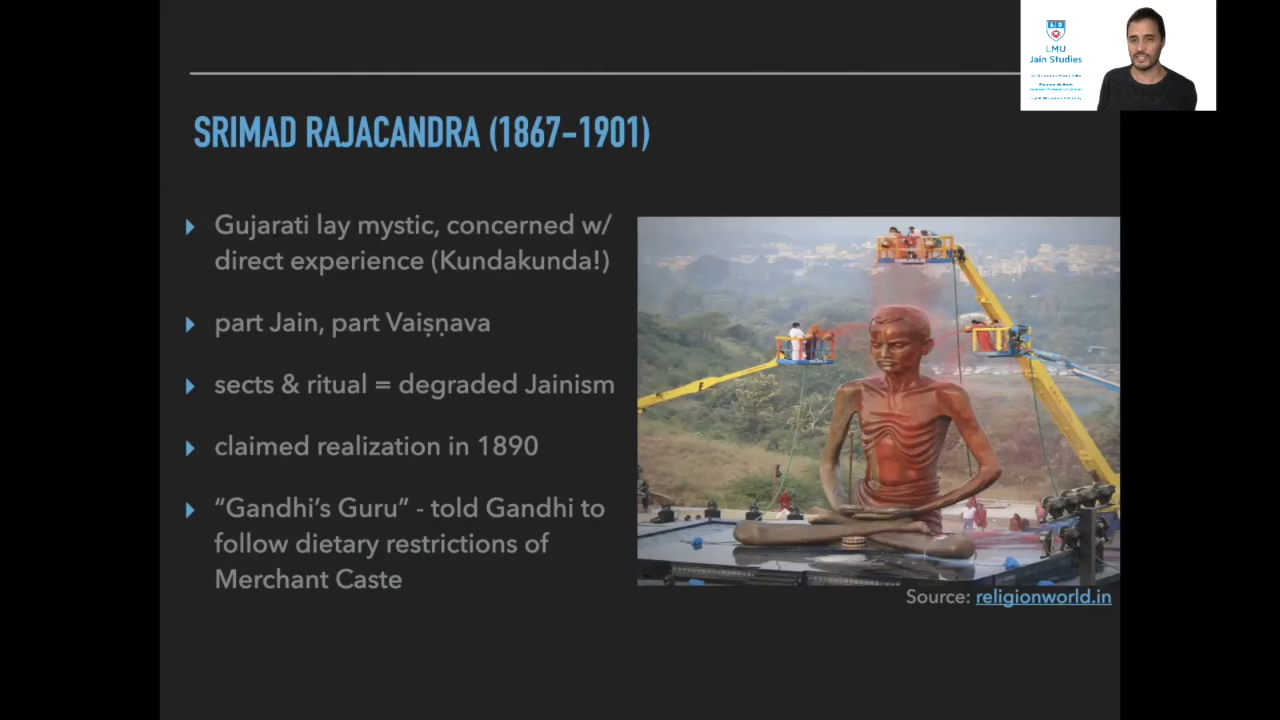 LMU
Jain Studies
SRIMAD RAJACANDRA (1867-1901)
Gujarati lay mystic, concerned w/
direct experience (Kundakunda!)
part Jain, part Vaiṣṇava
sects & ritual = degraded Jainism
claimed realization in 1890
“Gandhi’s Guru” - told Gandhi to
follow dietary restrictions of
Merchant Caste
Source: religionworld.in